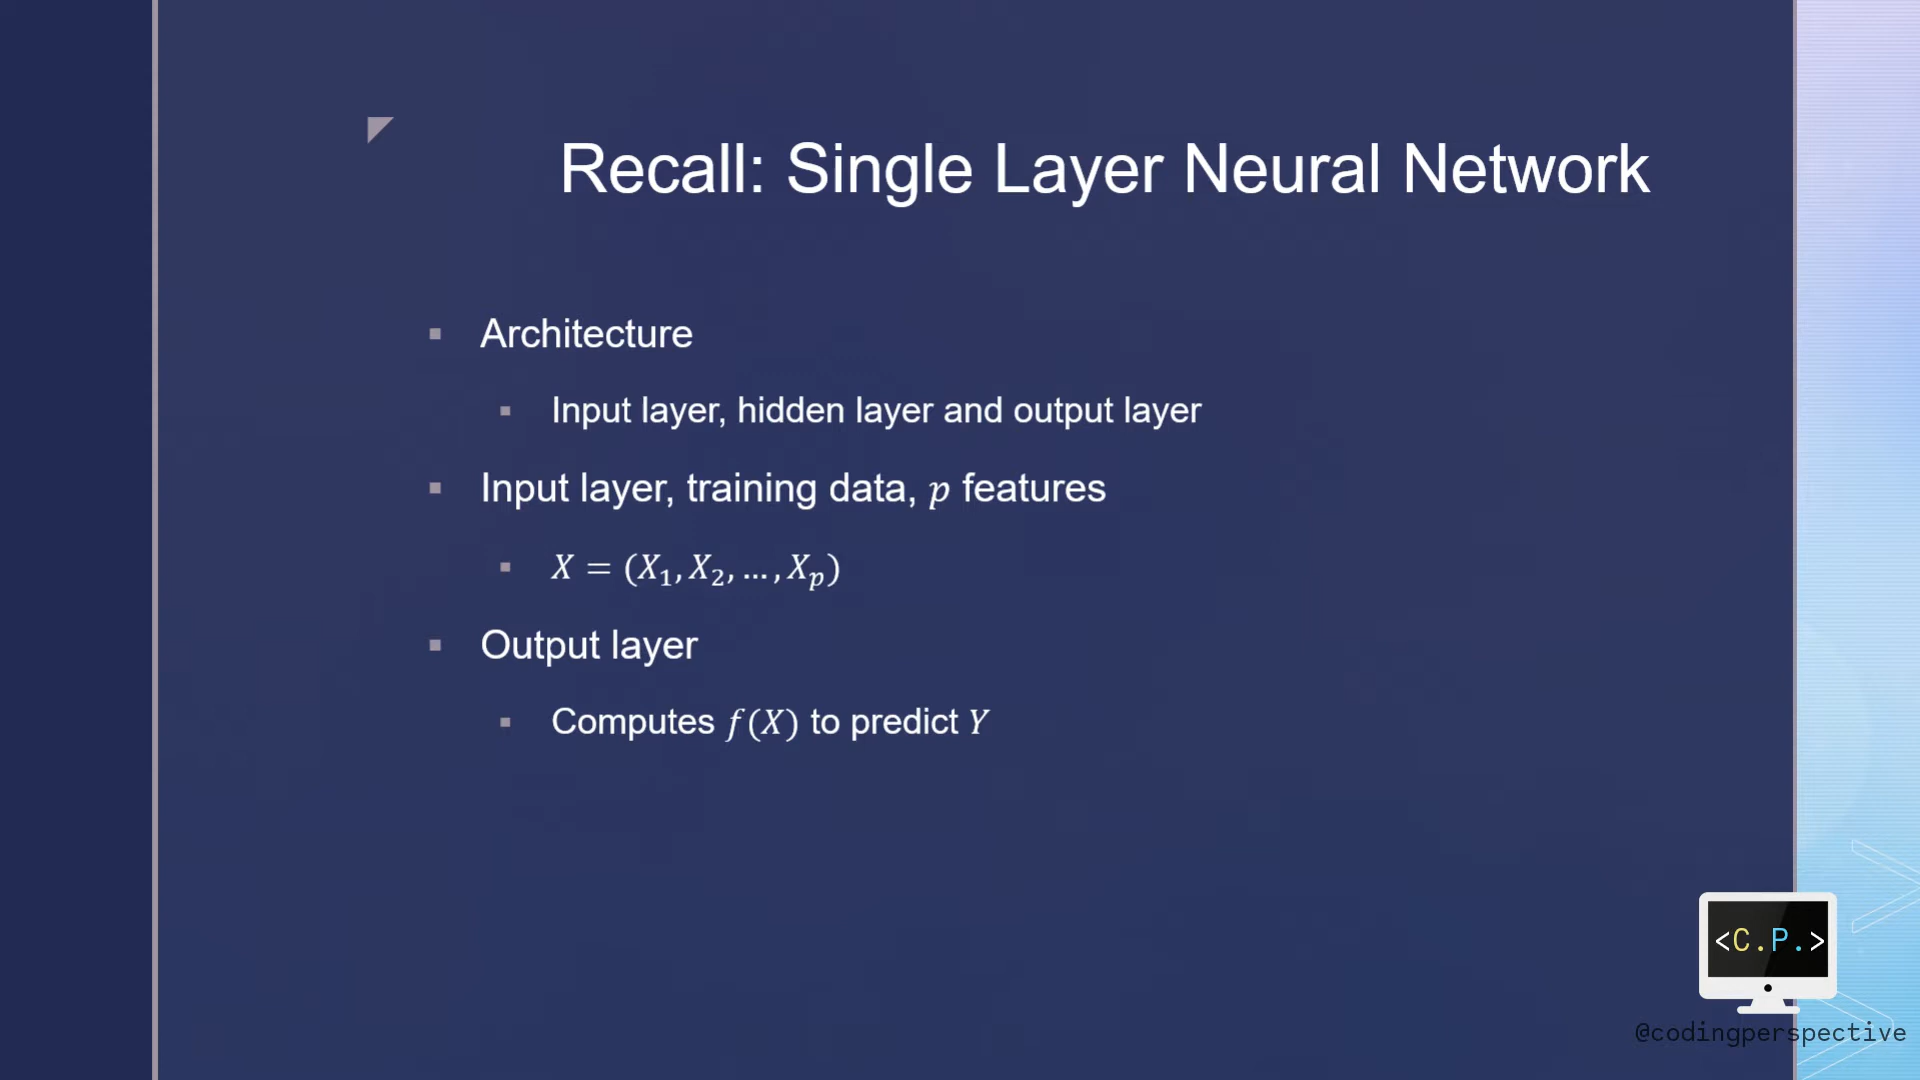 Recall: Single Layer Neural Network
▪ Architecture
▪ Input layer, hidden layer and output layer
▪ Input layer, training data, p features
▪ X = (X₁, X₂, … , Xₚ)
▪ Output layer
▪ Computes f(X) to predict Y
<C.P.>
@codingperspective